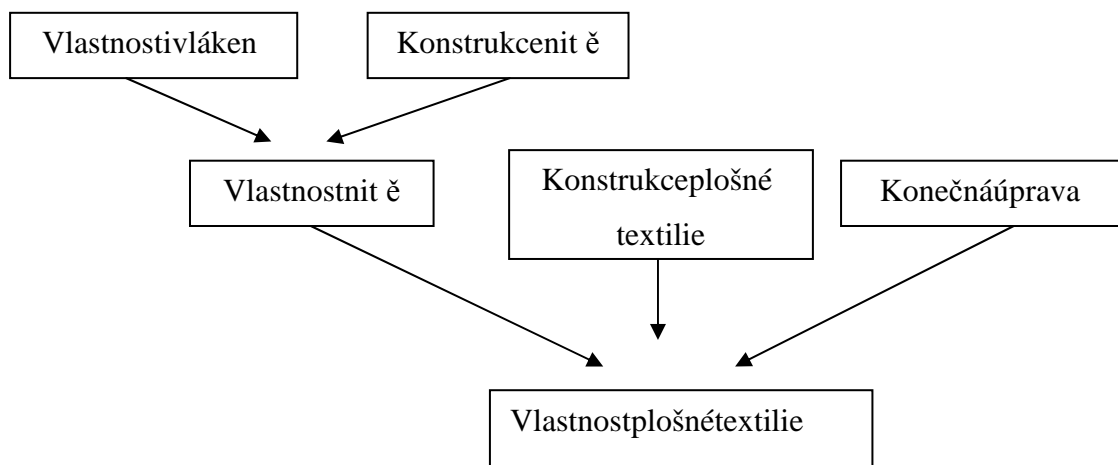 Vlastnostivláken
Konstrukcenit ě
Vlastnostnit ě
Konstrukceplošné
textilie
Konečnáúprava
Vlastnostplošnétextilie